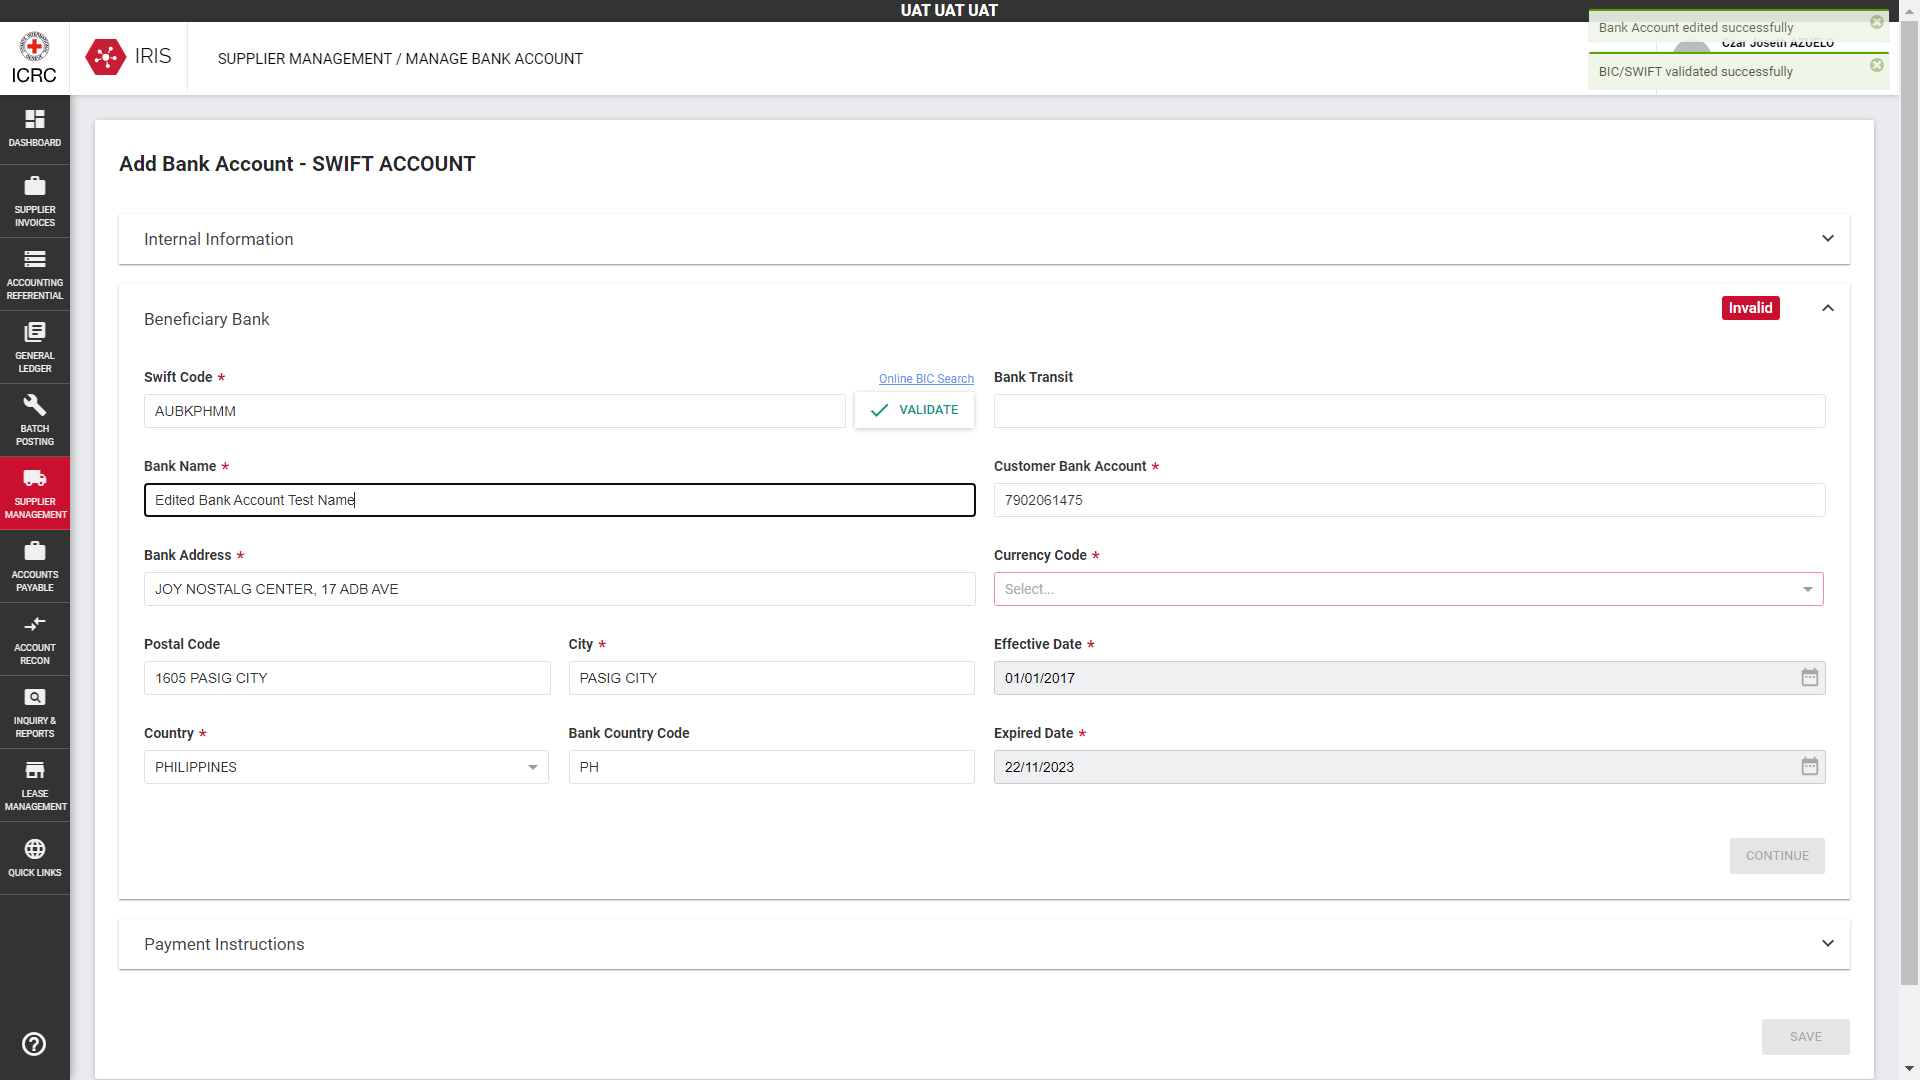 UAT UAT UAT
ICRC
IRIS
SUPPLIER MANAGEMENT / MANAGE BANK ACCOUNT
Bank Account edited successfully
Czar Joseth AZUELO
BIC/SWIFT validated successfully
DASHBOARD
SUPPLIER
INVOICES
ACCOUNTING
REFERENTIAL
GENERAL
LEDGER
BATCH
POSTING
SUPPLIER
MANAGEMENT
ACCOUNTS
PAYABLE
ACCOUNT
RECON
INQUIRY &
REPORTS
LEASE
MANAGEMENT
QUICK LINKS
Add Bank Account - SWIFT ACCOUNT
Internal Information
Beneficiary Bank
Invalid
Swift Code *
Online BIC Search
Bank Transit
AUBKPHMM
VALIDATE
Bank Name *
Customer Bank Account *
Edited Bank Account Test Name
7902061475
Bank Address *
Currency Code *
JOY NOSTALG CENTER, 17 ADB AVE
Select...
Postal Code
City *
Effective Date *
1605 PASIG CITY
PASIG CITY
01/01/2017
Country *
Bank Country Code
Expired Date *
PHILIPPINES
PH
22/11/2023
CONTINUE
Payment Instructions
SAVE